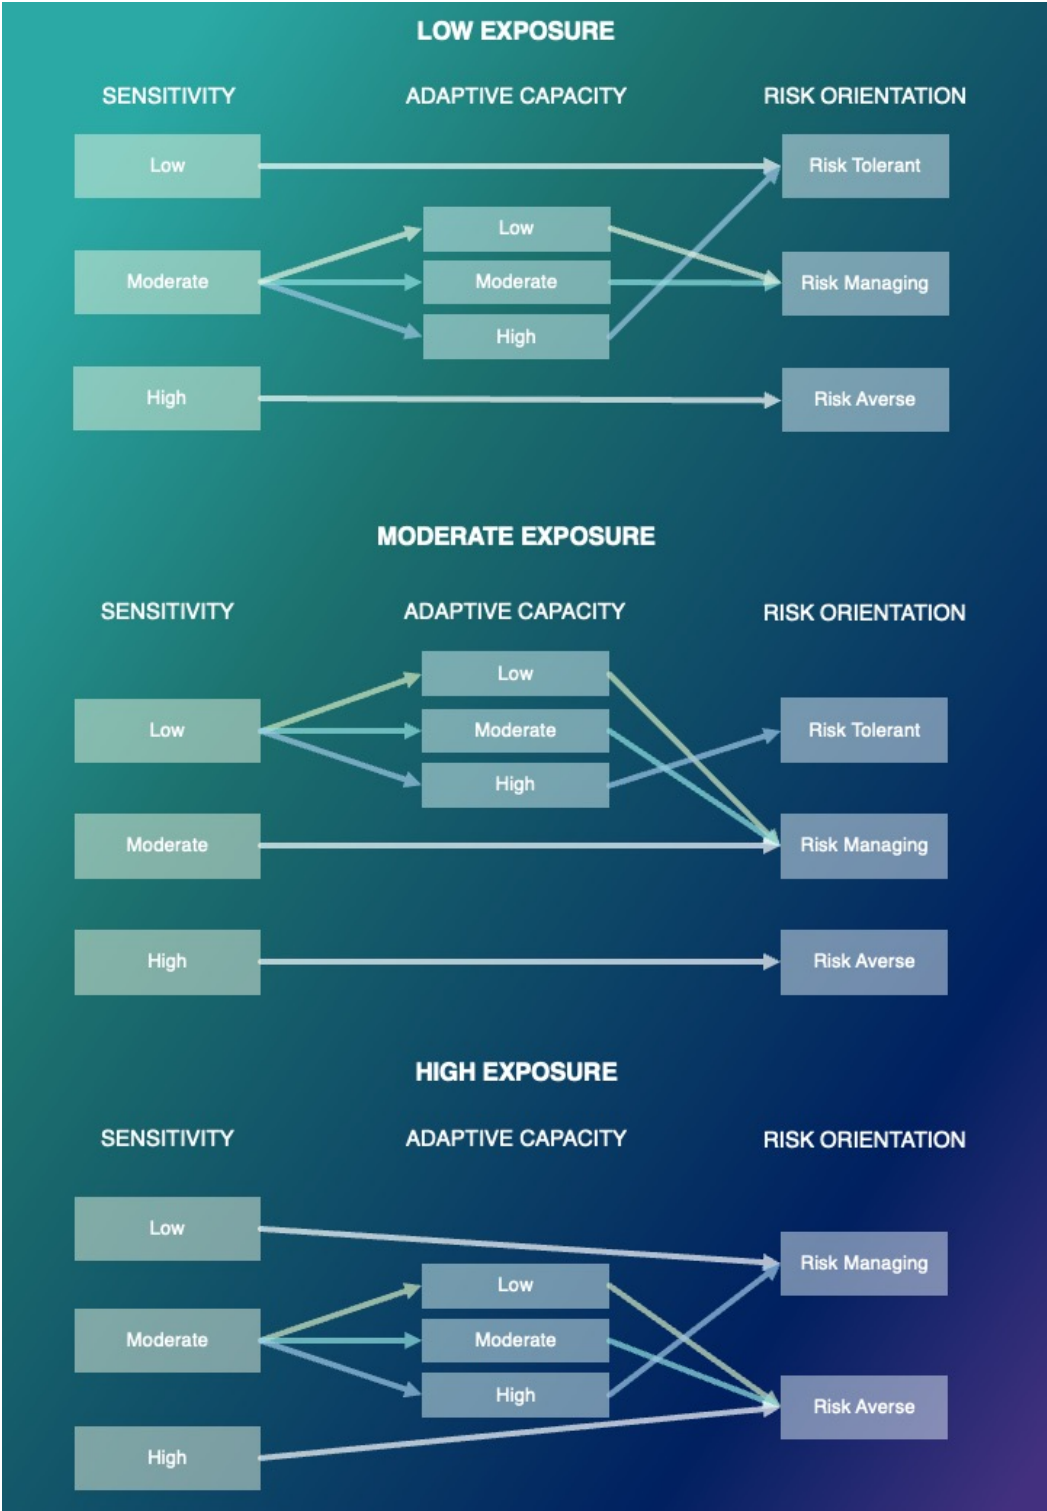 LOW EXPOSURE
SENSITIVITY ADAPTIVE CAPACITY RISK ORIENTATION
Low Risk Tolerant
Low
Moderate Moderate Risk Managing
High
High Risk Averse
MODERATE EXPOSURE
SENSITIVITY ADAPTIVE CAPACITY RISK ORIENTATION
Low
Low Moderate Risk Tolerant
High
Moderate Risk Managing
High Risk Averse
HIGH EXPOSURE
SENSITIVITY ADAPTIVE CAPACITY RISK ORIENTATION
Low
Risk Managing
Low
Moderate Moderate
High
Risk Averse
High